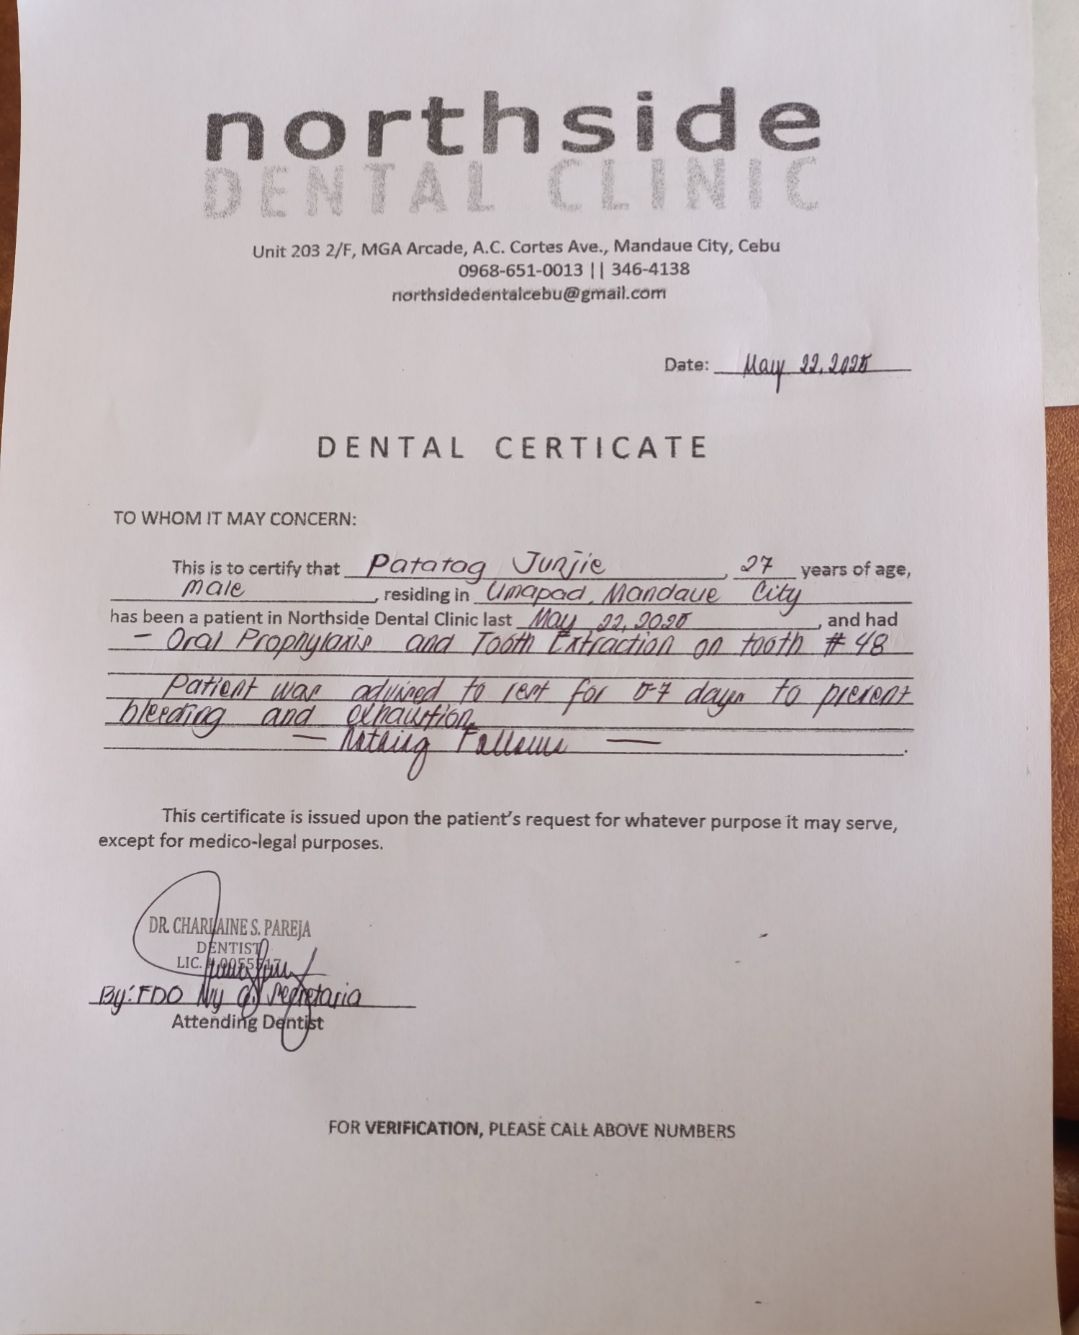 northside
DENTAL CLINIC
Unit 203 2/F, MGA Arcade, A.C. Cortes Ave., Mandaue City, Cebu
0968-651-0013 || 346-4138
northsidedentalcebu@gmail.com
Date: May 22, 2025
DENTAL CERTICATE
TO WHOM IT MAY CONCERN:
This is to certify that Patatag Junjie, 27 years of age,
male, residing in Umapad, Mandaue City
has been a patient in Northside Dental Clinic last May 22, 2025, and had
- Oral Prophylaxis and Tooth Extraction on tooth # 48
Patient was advised to rest for 5-7 days to prevent
bleeding and exhaustion
- Nothing Follows -.
This certificate is issued upon the patient's request for whatever purpose it may serve,
except for medico-legal purposes.
DR. CHARLAINE S. PAREJA
DENTIST
LIC.
By: FDO
Attending Dentist
FOR VERIFICATION, PLEASE CALL ABOVE NUMBERS